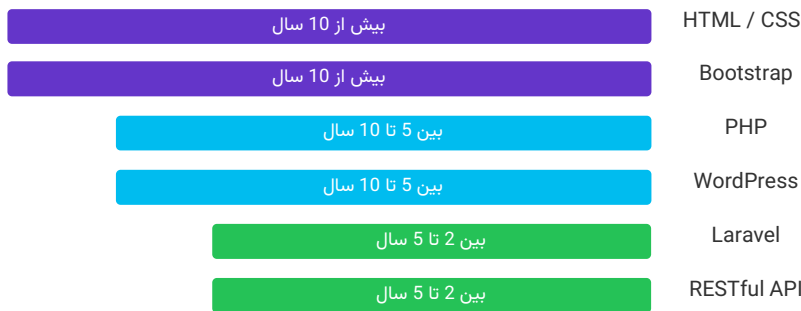 HTML / CSS
بیش از 10 سال
Bootstrap
بیش از 10 سال
PHP
بین 5 تا 10 سال
WordPress
بین 5 تا 10 سال
Laravel
بین 2 تا 5 سال
RESTful API
بین 2 تا 5 سال